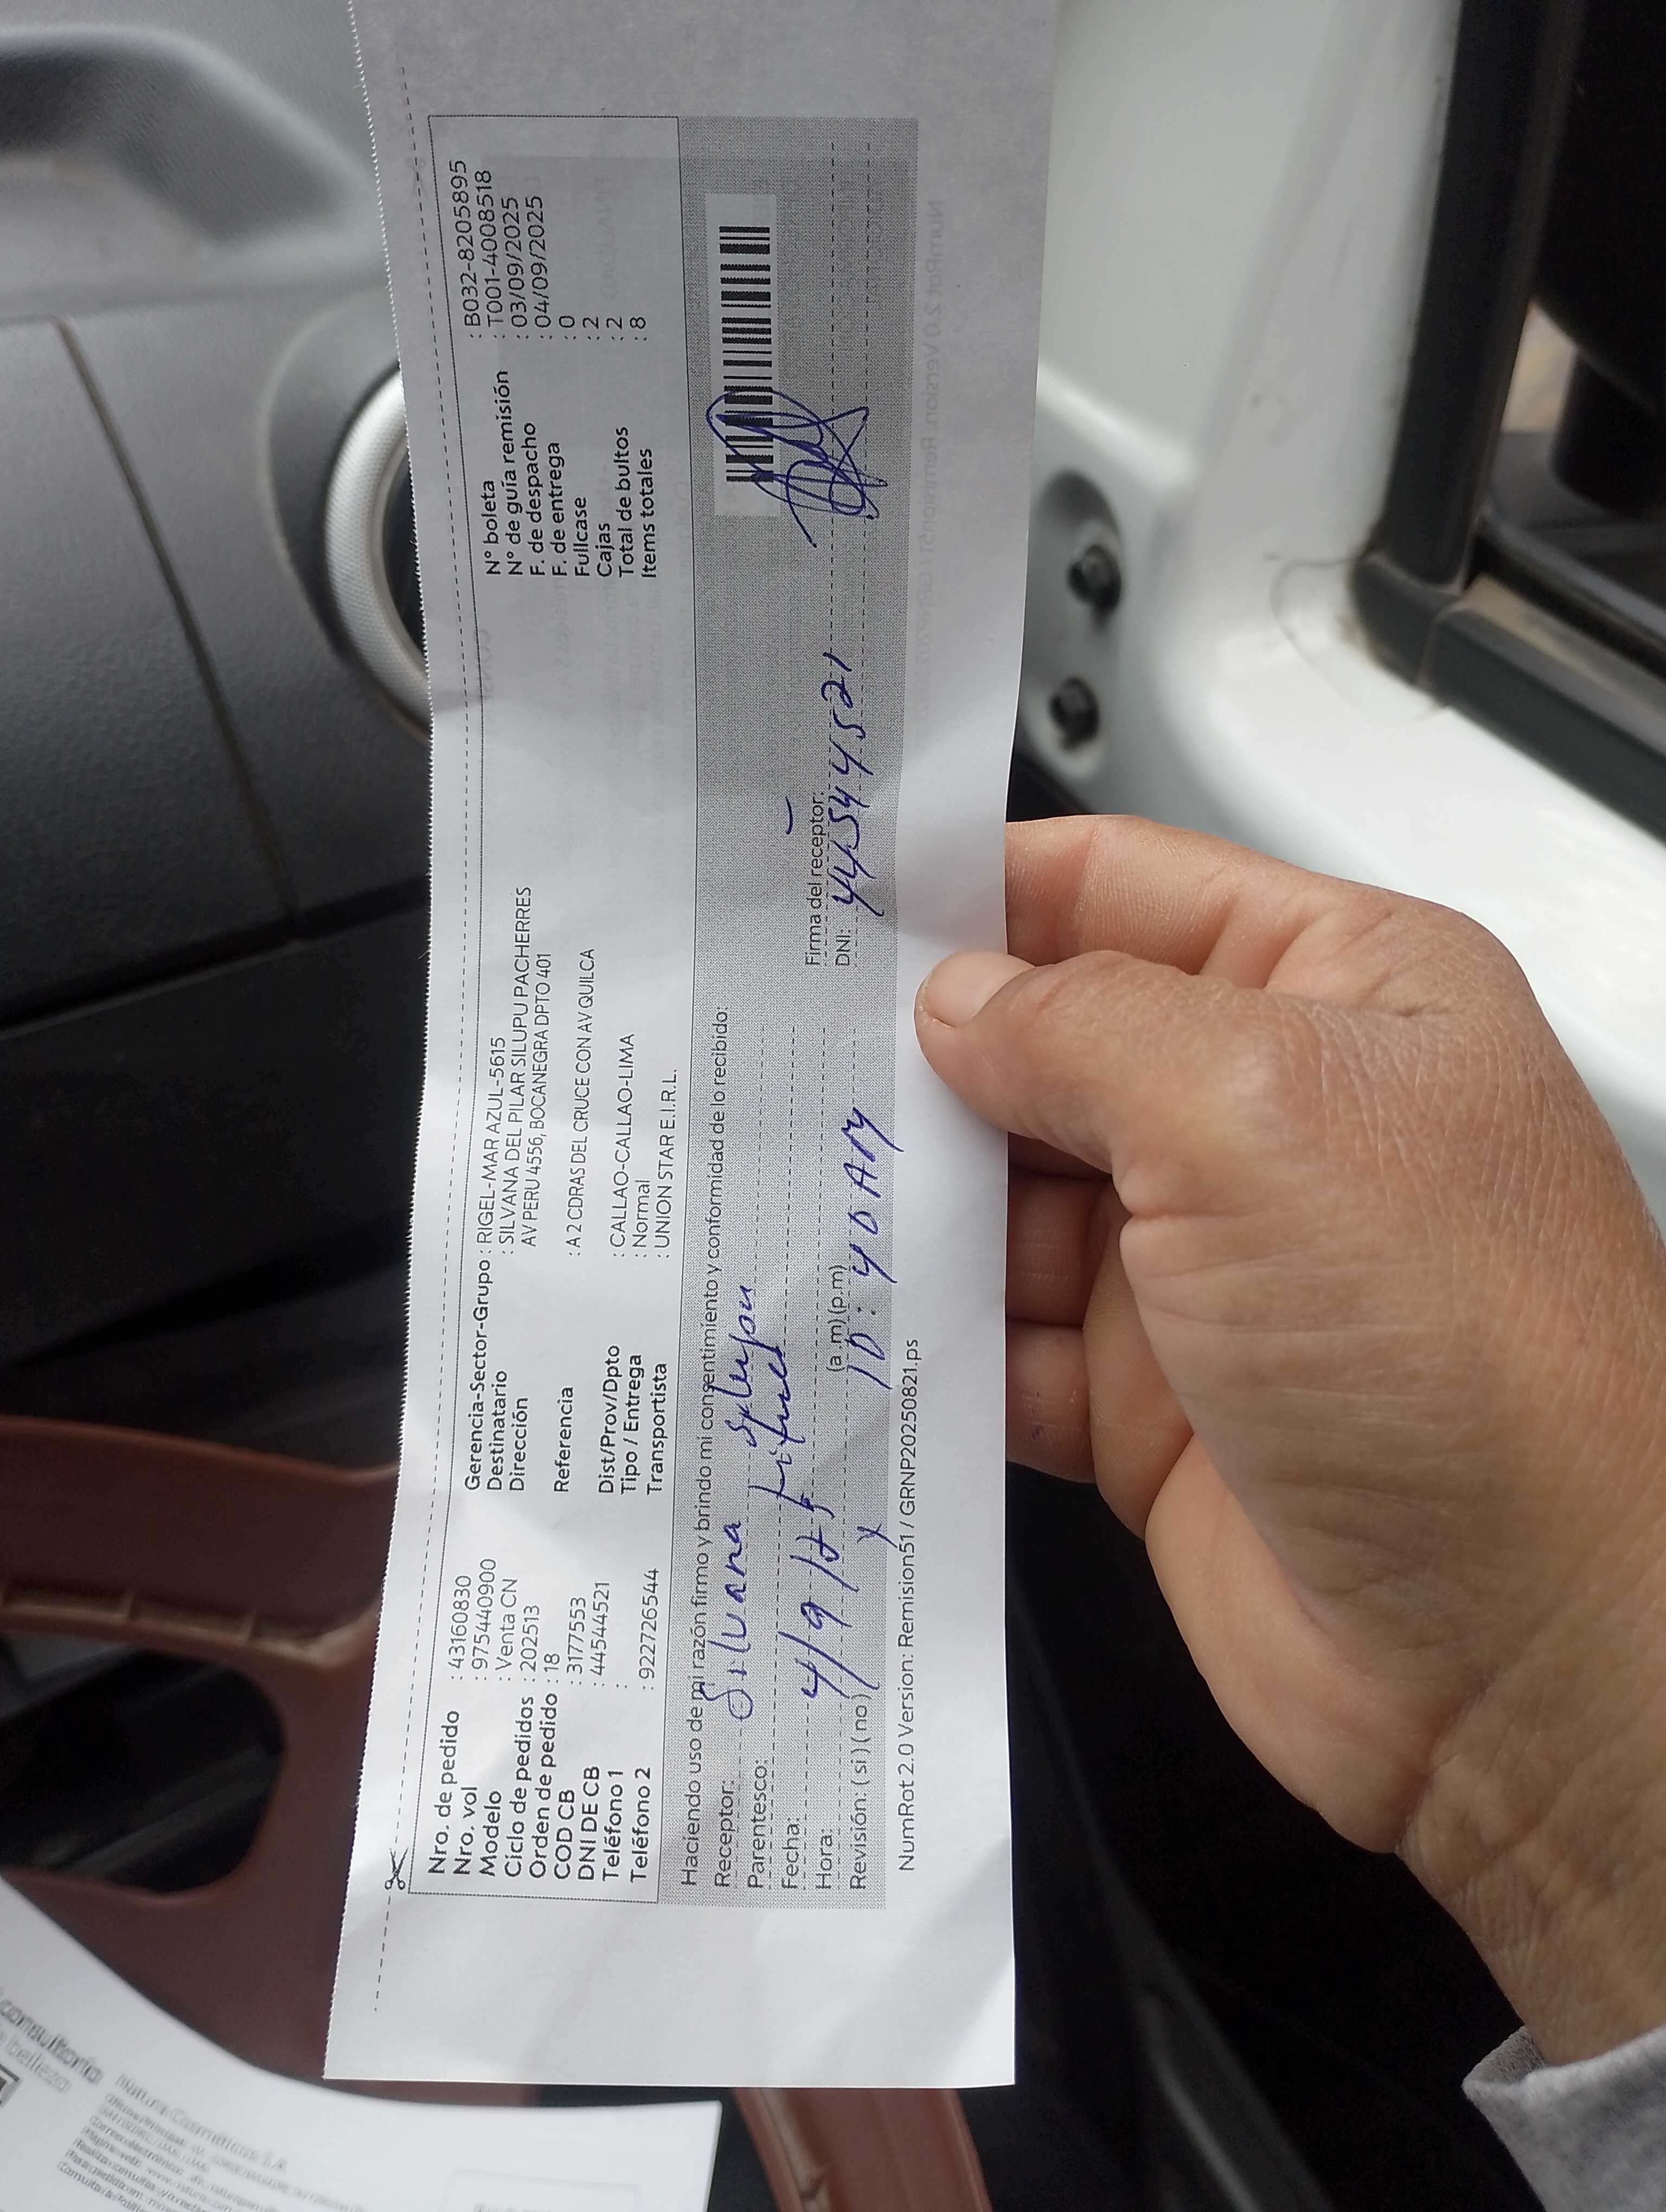 Nro. de pedido : 43160830
Nro. vol : 975440900
Modelo : Venta CN
Ciclo de pedidos : 202513
Orden de pedido : 18
COD CB : 3177553
DNI DE CB : 44544521
Teléfono 1 :
Teléfono 2 : 922726544
Gerencia-Sector-Grupo : RIGEL-MAR AZUL-5615
Destinatario : SILVANA DEL PILAR SILUPU PACHERRES
Dirección AV PERU 4556, BOCANEGRA DPTO 401
Referencia : A 2 CDRAS DEL CRUCE CON AV QUILCA
Dist/Prov/Dpto : CALLAO-CALLAO-LIMA
Tipo / Entrega : Normal
Transportista : UNION STAR E.I.R.L.
N° boleta : B032-8205895
N° de guía remisión : T001-4008518
F. de despacho : 03/09/2025
F. de entrega : 04/09/2025
Fullcase : 0
Cajas : 2
Total de bultos : 2
Items totales : 8
Haciendo uso de mi razón firmo y brindo mi consentimiento y conformidad de lo recibido:
Receptor: Silvana Silupu
Parentesco:
Fecha: 4/9/25
Hora: (a.m) (p.m) 10:40 AM
Revisión: ( si ) ( no ) x
Firma del receptor:
DNI: 44544521
NumRot 2.0 Version: Remision51 / GRNP20250821.ps
consultoría
belleza
Natura Cosméticos S.A